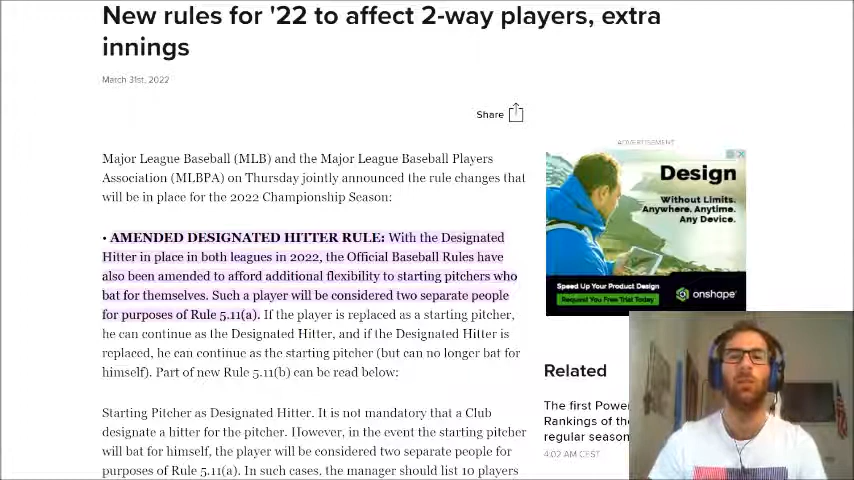 New rules for '22 to affect 2-way players, extra
innings
March 31st, 2022
Share
Major League Baseball (MLB) and the Major League Baseball Players
Association (MLBPA) on Thursday jointly announced the rule changes that
will be in place for the 2022 Championship Season:
• AMENDED DESIGNATED HITTER RULE: With the Designated
Hitter in place in both leagues in 2022, the Official Baseball Rules have
also been amended to afford additional flexibility to starting pitchers who
bat for themselves. Such a player will be considered two separate people
for purposes of Rule 5.11(a). If the player is replaced as a starting pitcher,
he can continue as the Designated Hitter, and if the Designated Hitter is
replaced, he can continue as the starting pitcher (but can no longer bat for
himself). Part of new Rule 5.11(b) can be read below:
Starting Pitcher as Designated Hitter. It is not mandatory that a Club
designate a hitter for the pitcher. However, in the event the starting pitcher
will bat for himself, the player will be considered two separate people for
purposes of Rule 5.11(a). In such cases, the manager should list 10 players
ADVERTISEMENT
Design
Without Limits.
Anywhere. Anytime.
Any Device.
Speed Up Your Product Design
Request You Free Trial Today
onshape
Related
The first Power
Rankings of the
regular season
4:02 AM CEST